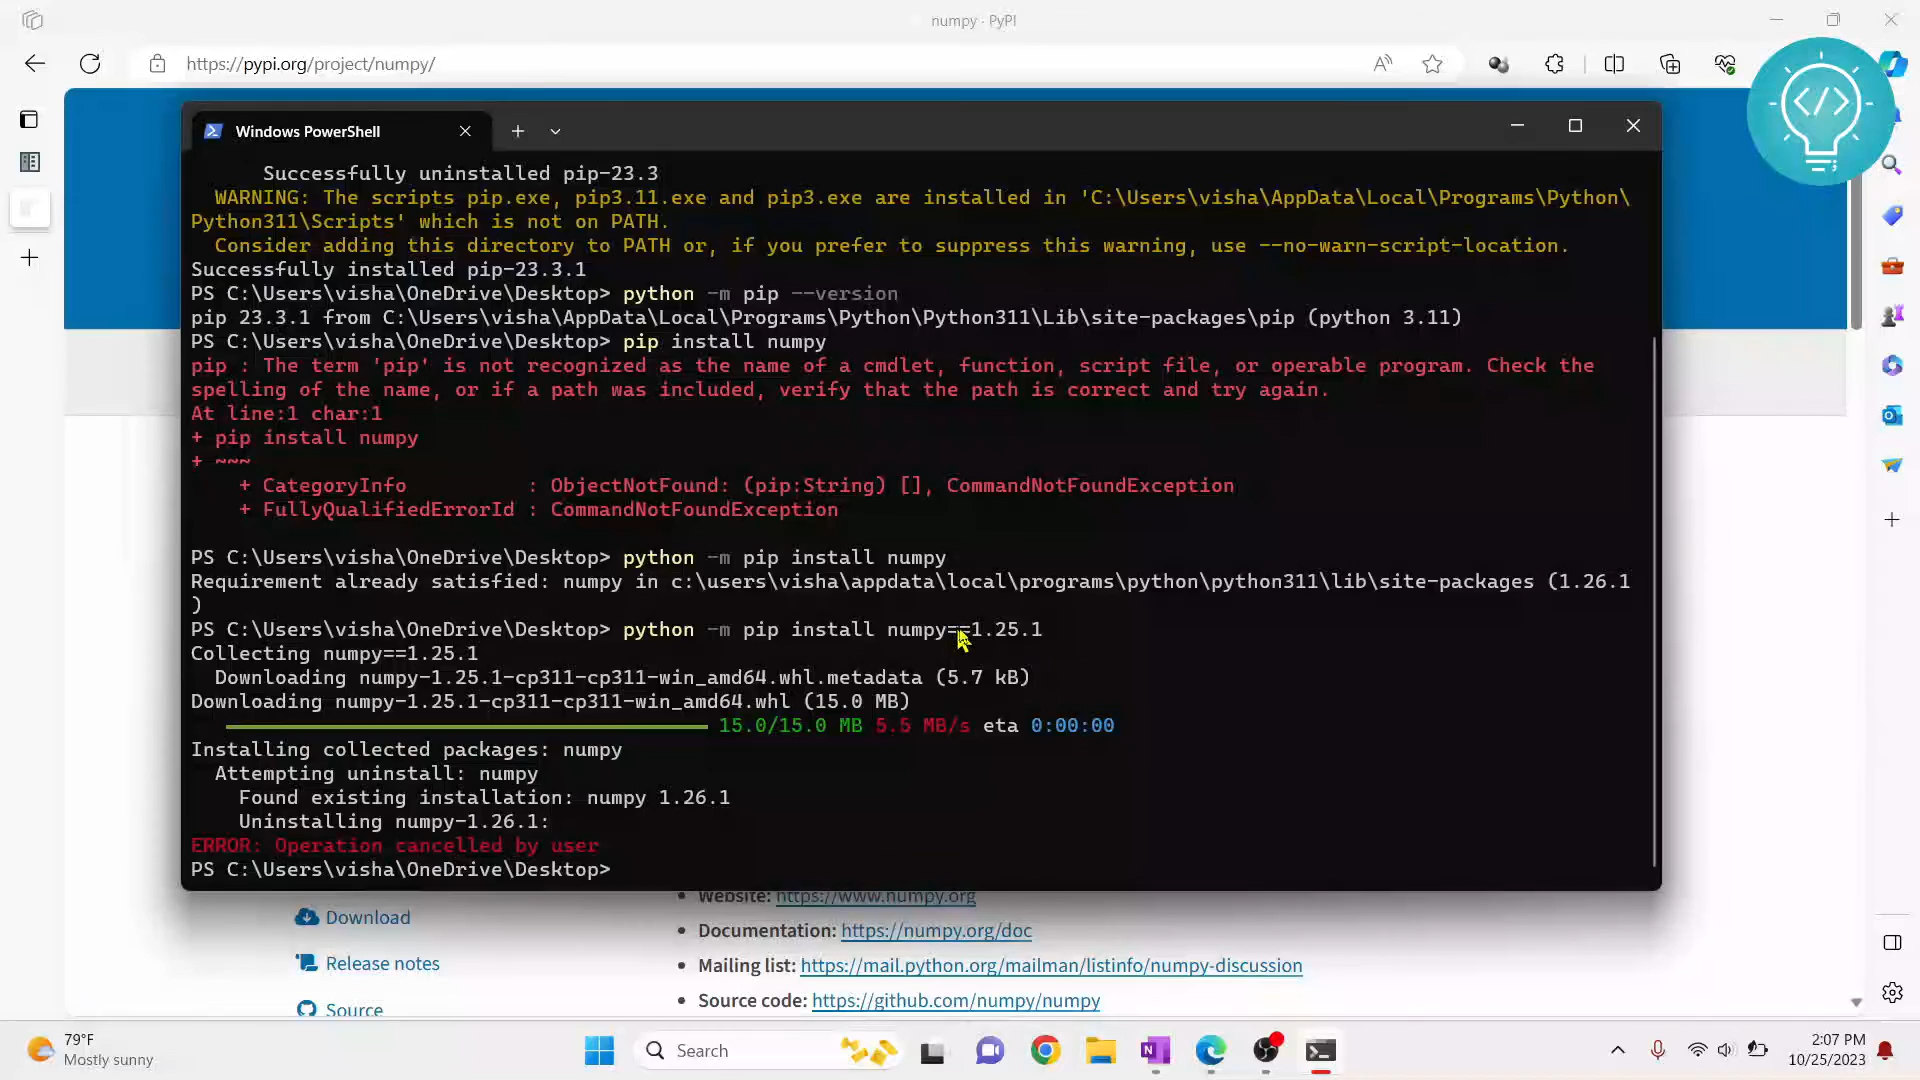 numpy · PyPI
https://pypi.org/project/numpy/
</>
Windows PowerShell
Successfully uninstalled pip-23.3
WARNING: The scripts pip.exe, pip3.11.exe and pip3.exe are installed in 'C:\Users\visha\AppData\Local\Programs\Python\
Python311\Scripts' which is not on PATH.
Consider adding this directory to PATH or, if you prefer to suppress this warning, use --no-warn-script-location.
Successfully installed pip-23.3.1
PS C:\Users\visha\OneDrive\Desktop> python -m pip --version
pip 23.3.1 from C:\Users\visha\AppData\Local\Programs\Python\Python311\Lib\site-packages\pip (python 3.11)
PS C:\Users\visha\OneDrive\Desktop> pip install numpy
pip : The term 'pip' is not recognized as the name of a cmdlet, function, script file, or operable program. Check the
spelling of the name, or if a path was included, verify that the path is correct and try again.
At line:1 char:1
+ pip install numpy
+ ~~~
+ CategoryInfo : ObjectNotFound: (pip:String) [], CommandNotFoundException
+ FullyQualifiedErrorId : CommandNotFoundException
PS C:\Users\visha\OneDrive\Desktop> python -m pip install numpy
Requirement already satisfied: numpy in c:\users\visha\appdata\local\programs\python\python311\lib\site-packages (1.26.1
)
PS C:\Users\visha\OneDrive\Desktop> python -m pip install numpy==1.25.1
Collecting numpy==1.25.1
Downloading numpy-1.25.1-cp311-cp311-win_amd64.whl.metadata (5.7 kB)
Downloading numpy-1.25.1-cp311-cp311-win_amd64.whl (15.0 MB)
15.0/15.0 MB 5.5 MB/s eta 0:00:00
Installing collected packages: numpy
Attempting uninstall: numpy
Found existing installation: numpy 1.26.1
Uninstalling numpy-1.26.1:
ERROR: Operation cancelled by user
PS C:\Users\visha\OneDrive\Desktop>
Website: https://www.numpy.org
Download
Documentation: https://numpy.org/doc
Release notes
Mailing list: https://mail.python.org/mailman/listinfo/numpy-discussion
Source code: https://github.com/numpy/numpy
Source
79°F
Mostly sunny
Search
2:07 PM
10/25/2023